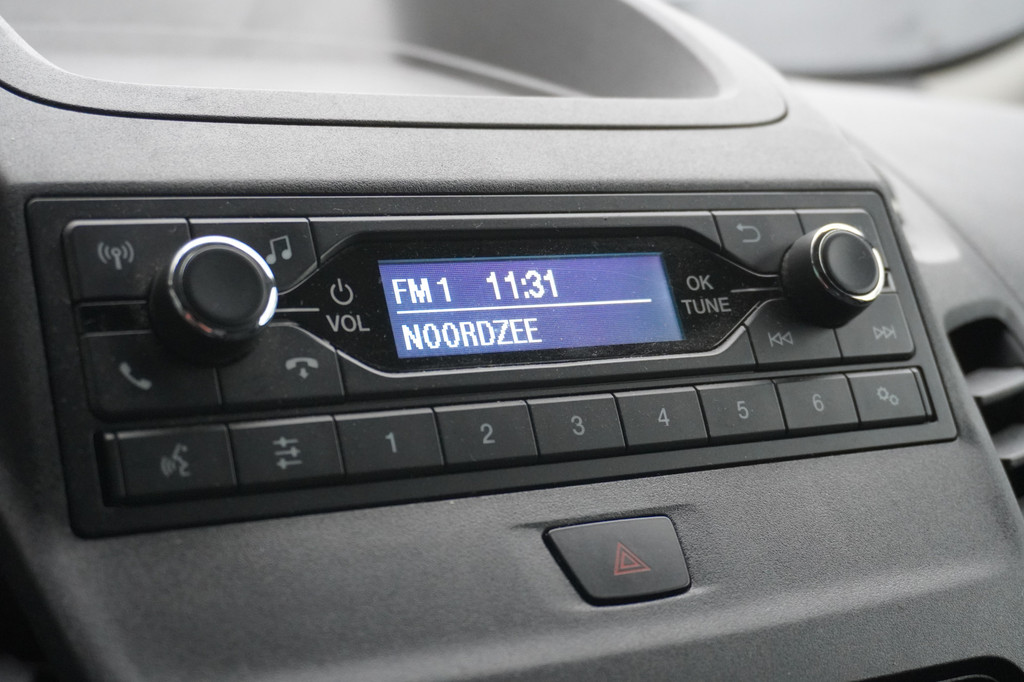 FM1 11:31
NOORDZEE
VOL
OK
TUNE
1 2 3 4 5 6